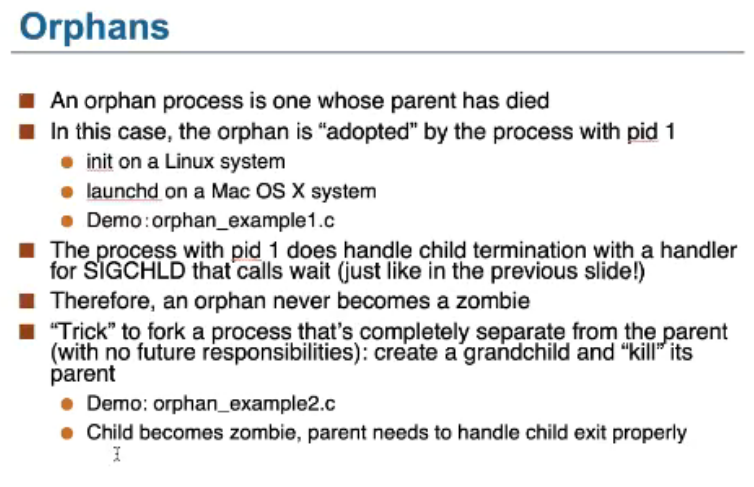 Orphans
An orphan process is one whose parent has died
In this case, the orphan is “adopted” by the process with pid 1
init on a Linux system
launchd on a Mac OS X system
Demo: orphan_example1.c
The process with pid 1 does handle child termination with a handler
for SIGCHLD that calls wait (just like in the previous slide!)
Therefore, an orphan never becomes a zombie
“Trick” to fork a process that’s completely separate from the parent
(with no future responsibilities): create a grandchild and “kill” its
parent
Demo: orphan_example2.c
Child becomes zombie, parent needs to handle child exit properly